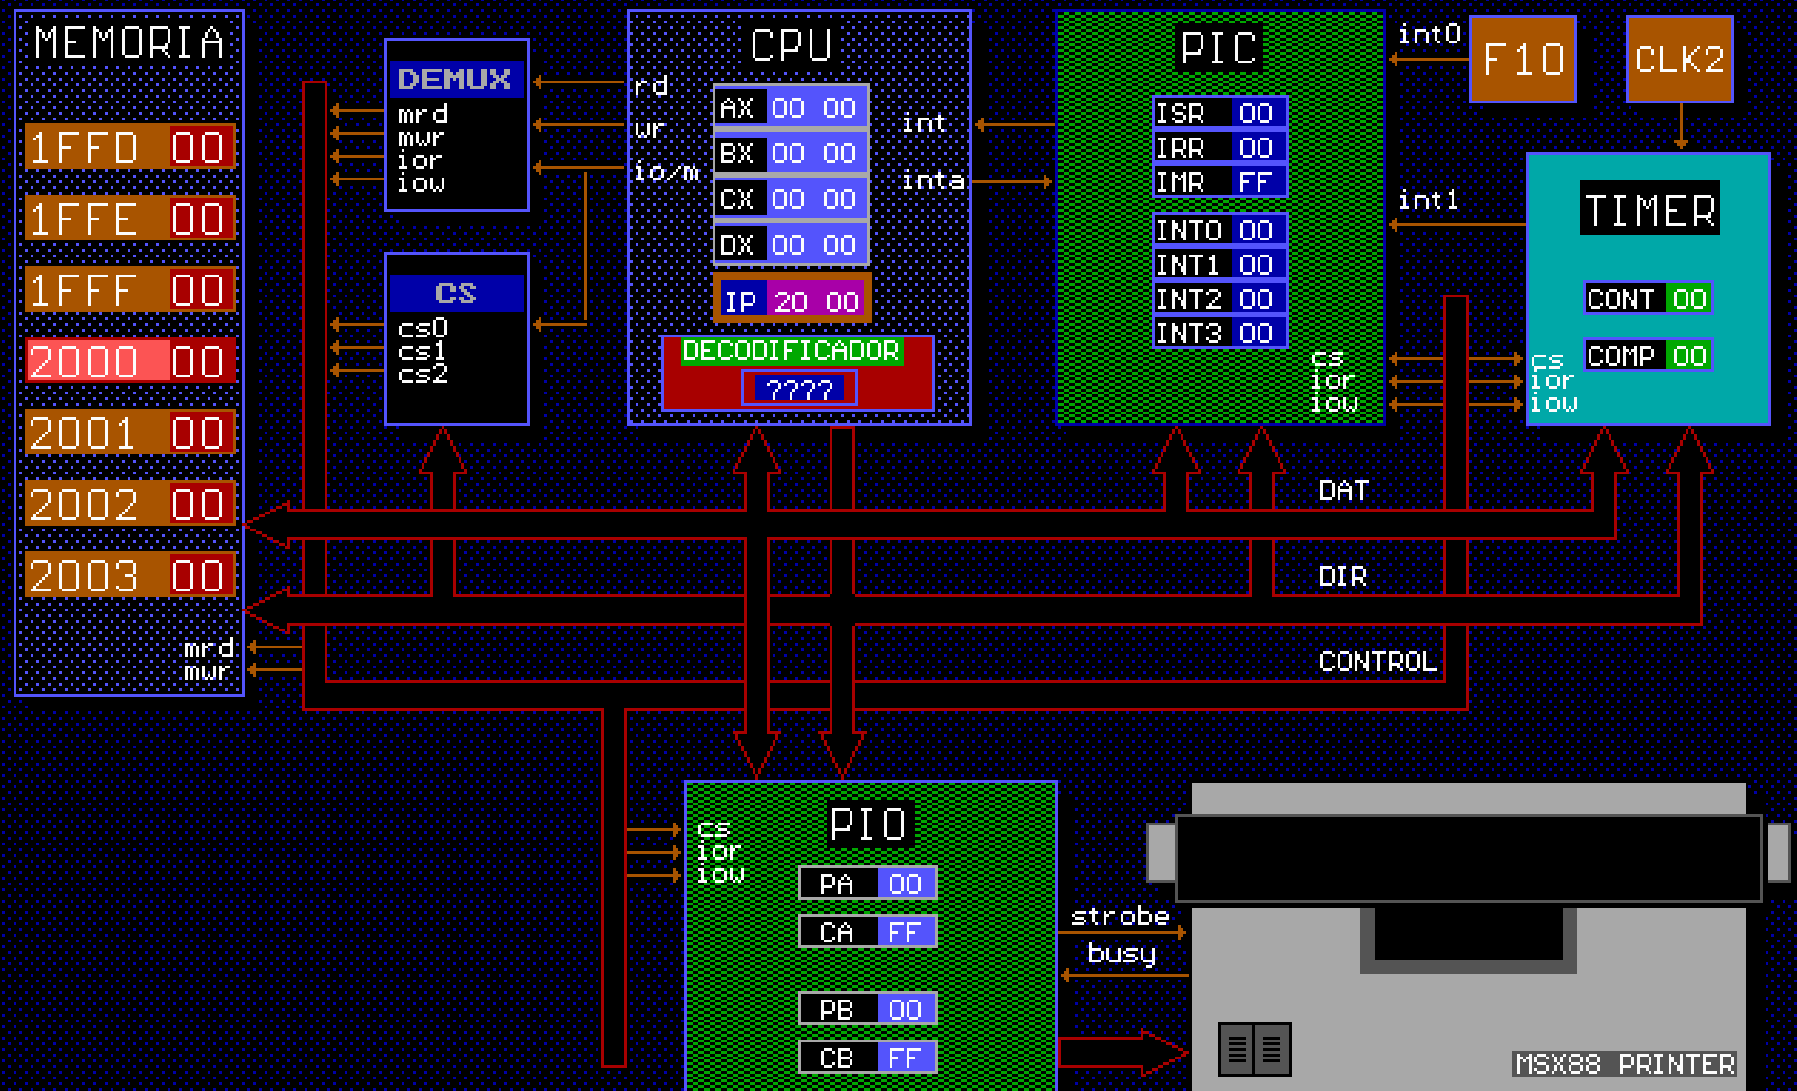 MEMORIA
1FFD 00
1FFE 00
1FFF 00
2000 00
2001 00
2002 00
2003 00
mrd
mwr
DEMUX
mrd
mwr
ior
iow
CS
cs0
cs1
cs2
CPU
rd
wr
io/m
AX 00 00
BX 00 00
CX 00 00
DX 00 00
IP 20 00
DECODIFICADOR
????
int
inta
PIC
ISR 00
IRR 00
IMR FF
INT0 00
INT1 00
INT2 00
INT3 00
cs
ior
iow
int0
F10
CLK2
int1
TIMER
CONT 00
COMP 00
cs
ior
iow
DAT
DIR
CONTROL
PIO
cs
ior
iow
PA 00
CA FF
PB 00
CB FF
strobe
busy
MSX88 PRINTER